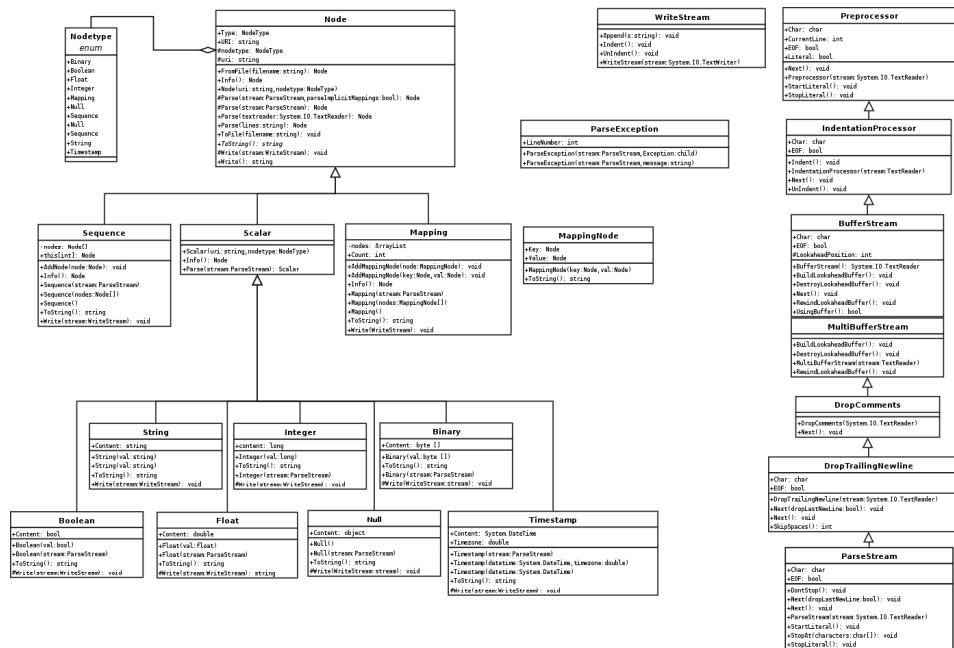 Nodetype
enum
+Binary
+Boolean
+Float
+Integer
+Mapping
+Null
+Sequence
+Null
+Sequence
+String
+Timestamp
Node
+Type: NodeType
+URI: string
#nodetype: NodeType
#uri: string
+FromFile(filename:string): Node
+Info(): Node
+Node(uri:string,nodetype:NodeType)
#Parse(stream:ParseStream,parseImplicitMappings:bool): Node
#Parse(stream:ParseStream): Node
+Parse(textreader:System.IO.TextReader): Node
+Parse(lines:string): Node
+ToFile(filename:string): void
+ToString(): string
#Write(stream:WriteStream): void
+Write(): string
WriteStream
+Append(s:string): void
+Indent(): void
+UnIndent(): void
+WriteStream(stream:System.IO.TextWriter)
Preprocessor
+Char: char
+CurrentLine: int
+EOF: bool
+Literal: bool
+Next(): void
+Preprocessor(stream:System.IO.TextReader)
+StartLiteral(): void
+StopLiteral(): void
ParseException
+LineNumber: int
+ParseException(stream:ParseStream,Exception:child)
+ParseException(stream:ParseStream,message:string)
IndentationProcessor
+Char: char
+EOF: bool
+Indent(): void
+IndentationProcessor(stream:TextReader)
+Next(): void
+UnIndent(): void
Sequence
-nodes: Node[]
+this[int]: Node
+AddNode(node:Node): void
+Info(): Node
+Sequence(stream:ParseStream)
+Sequence(nodes:Node[])
+Sequence()
+ToString(): string
+Write(stream:WriteStream): void
Scalar
+Scalar(uri:string,nodetype:NodeType)
+Info(): Node
+Parse(stream:ParseStream): Scalar
Mapping
-nodes: ArrayList
+Count: int
+AddMappingNode(node:MappingNode): void
+AddMappingNode(key:Node,val:Node): void
+Info(): Node
+Mapping(stream:ParseStream)
+Mapping(nodes:MappingNode[])
+Mapping()
+ToString(): string
+Write(WriteStream): void
MappingNode
+Key: Node
+Value: Node
+MappingNode(key:Node,val:Node)
+ToString(): string
BufferStream
+Char: char
+EOF: bool
#LookaheadPosition: int
+BufferStream(): System.IO.TextReader
+BuildLookaheadBuffer(): void
+DestroyLookaheadBuffer(): void
+Next(): void
+RewindLookaheadBuffer(): void
+UsingBuffer(): bool
MultiBufferStream
+BuildLookaheadBuffer(): void
+DestroyLookaheadBuffer(): void
+MultiBufferStream(stream:TextReader)
+RewindLookaheadBuffer(): void
DropComments
+DropComments(System.IO.TextReader)
+Next(): void
String
+Content: string
+String(val:string)
+String(val:string)
+ToString(): string
+Write(stream:WriteStream): void
Integer
+content: long
+Integer(val:long)
+ToString(): string
+Integer(stream:ParseStream)
#Write(stream:WriteStream): void
Binary
+Content: byte []
+Binary(val:byte [])
+ToString(): string
+Binary(stream:ParseStream)
#Write(WriteStream:stream): void
DropTrailingNewline
+Char: char
+EOF: bool
+DropTrailingNewline(stream:System.IO.TextReader)
+Next(dropLastNewLine:bool): void
+Next(): void
+SkipSpaces(): int
Boolean
+Content: bool
+Boolean(val:bool)
+Boolean(stream:ParseStream)
+ToString(): string
#Write(stream:WriteStream): void
Float
+Content: double
+Float(val:float)
+Float(stream:ParseStream)
+ToString(): string
#Write(stream:WriteStream): string
Null
+Content: object
+Null()
+Null(stream:ParseStream)
+ToString(): string
#Write(WriteStream:stream): void
Timestamp
+Content: System.DateTime
+Timezone: double
+Timestamp(stream:ParseStream)
+Timestamp(datetime:System.DateTime,timezone:double)
+Timestamp(datetime:System.DateTime)
+ToString(): string
#Write(stream:WriteStream): void
ParseStream
+Char: char
+EOF: bool
+DontStop(): void
+Next(dropLastNewLine:bool): void
+Next(): void
+ParseStream(stream:System.IO.TextReader)
+StartLiteral(): void
+StopAt(characters:char[]): void
+StopLiteral(): void